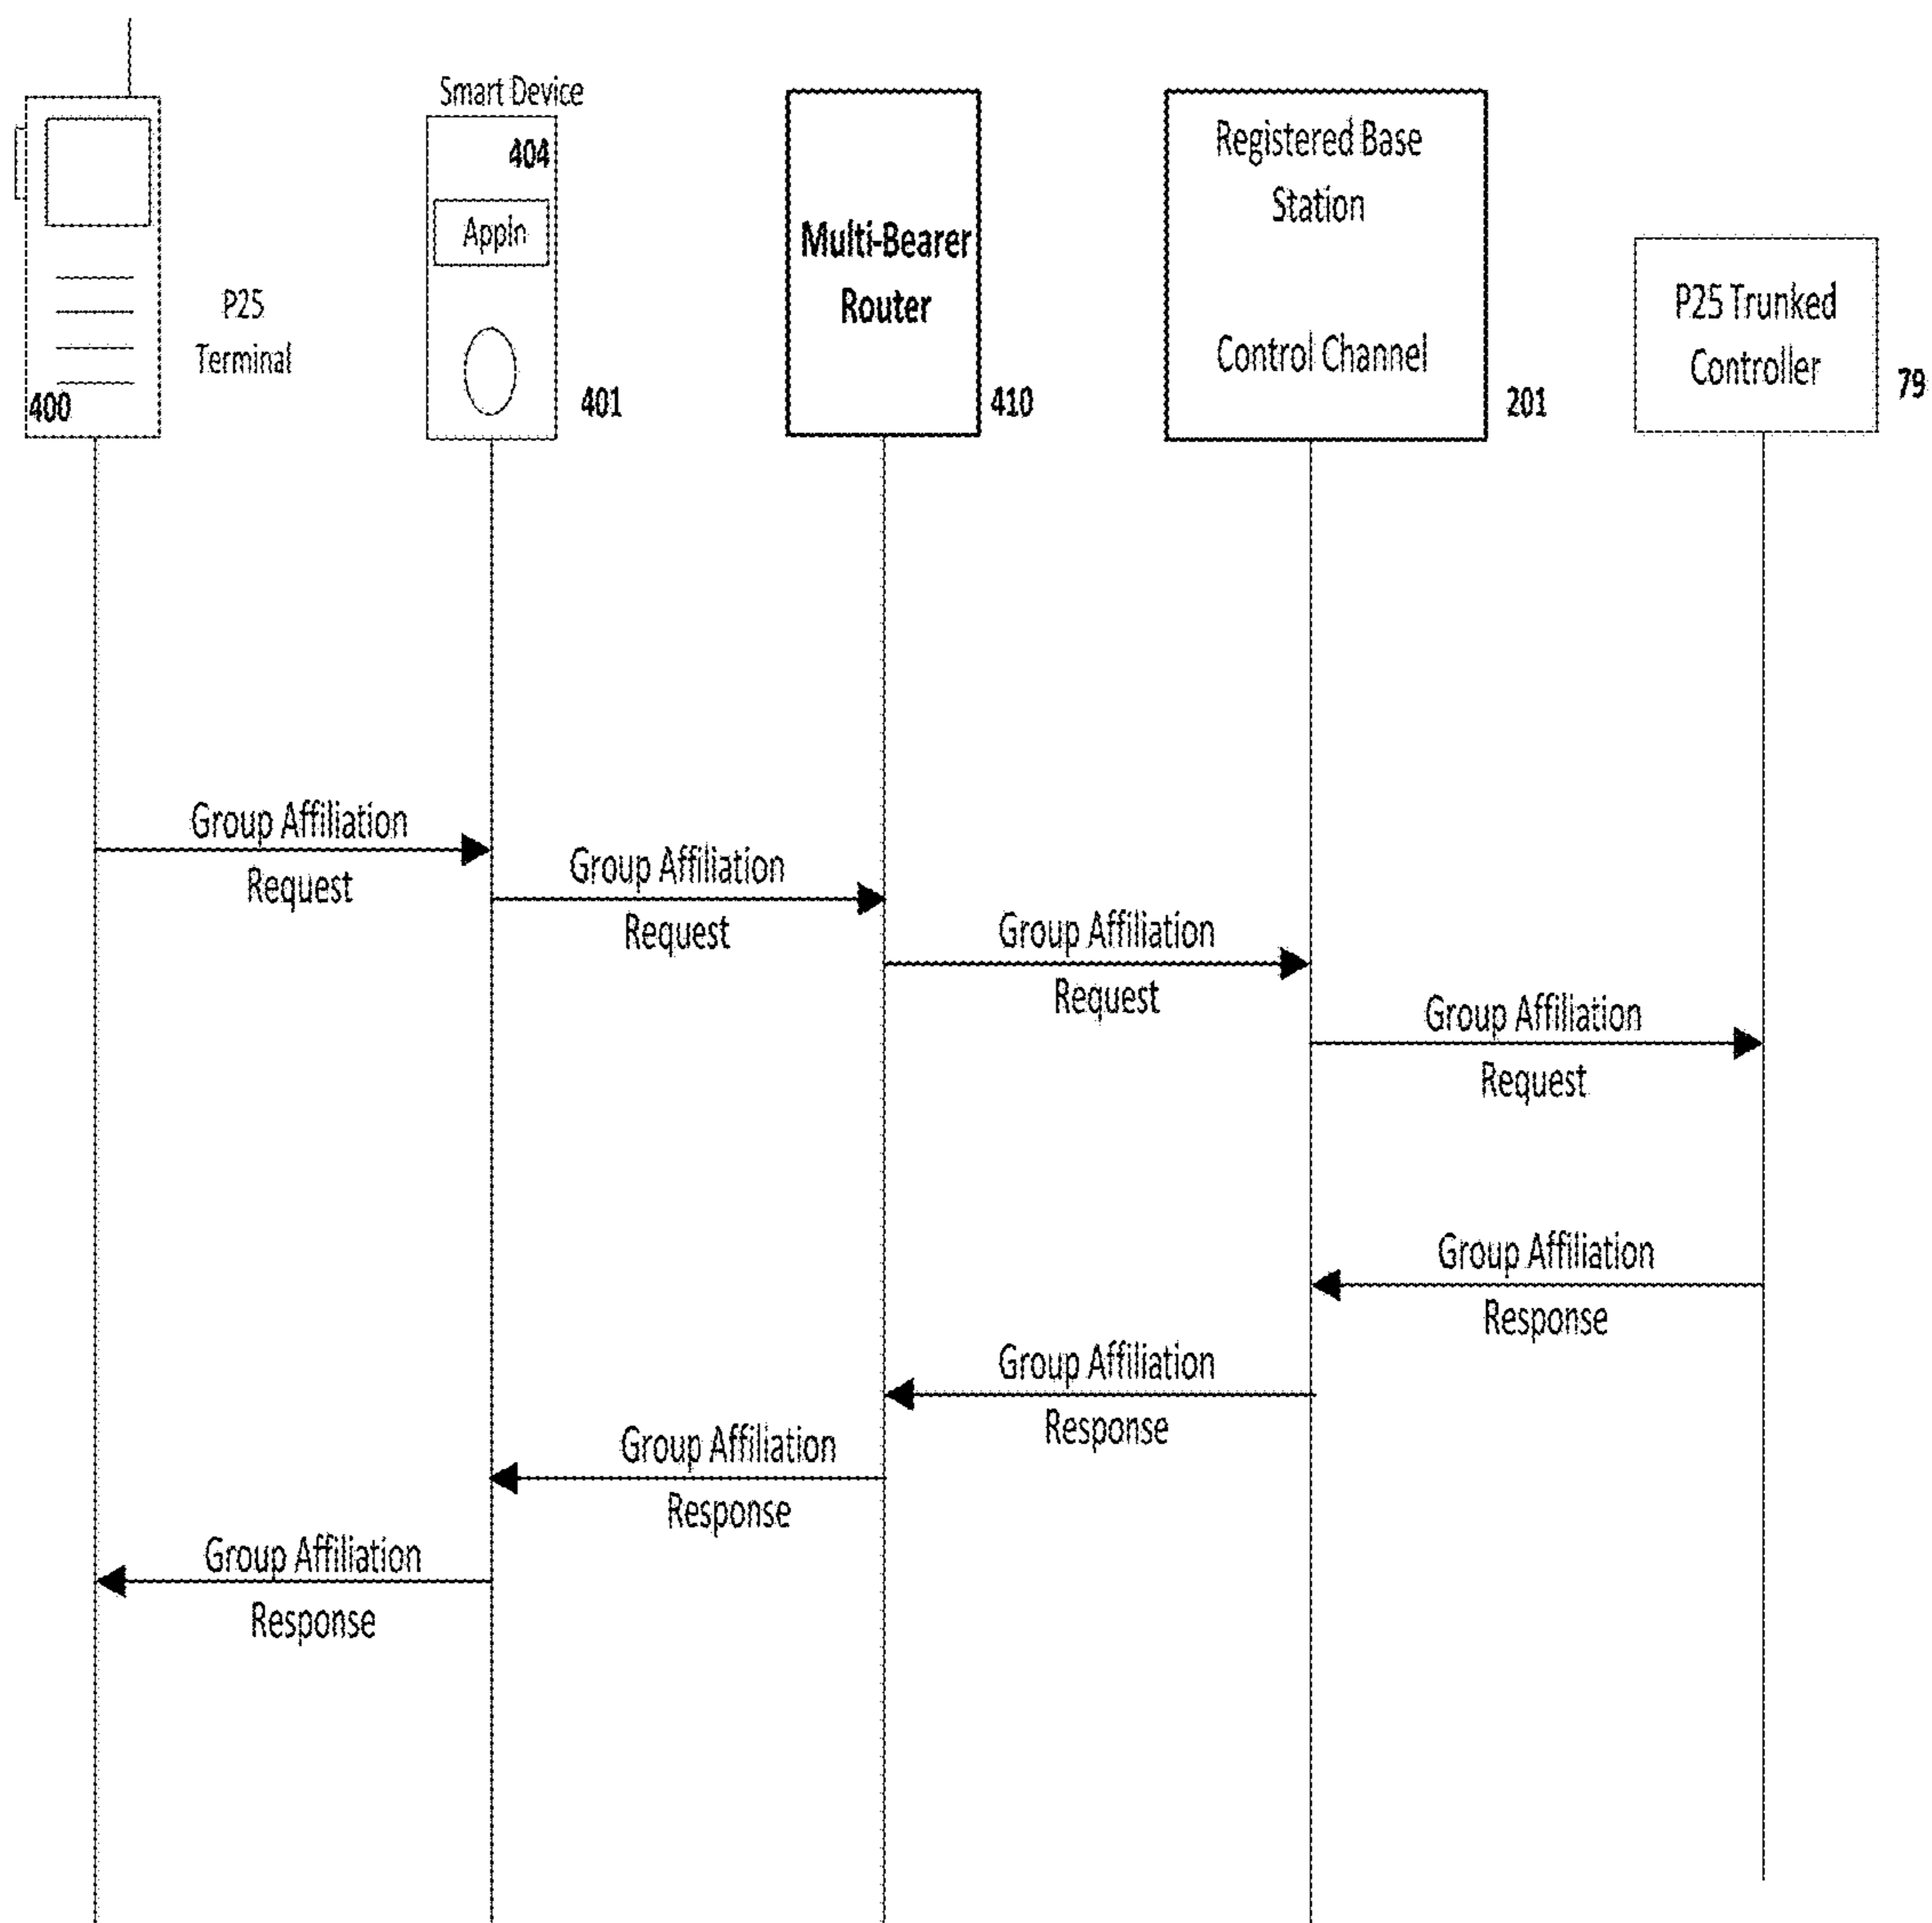 Smart Device
404
Appln
P25
Terminal
400
401
Multi-Bearer
Router
410
Registered Base
Station
Control Channel
201
P25 Trunked
Controller
79
Group Affiliation
Request
Group Affiliation
Request
Group Affiliation
Request
Group Affiliation
Request
Group Affiliation
Response
Group Affiliation
Response
Group Affiliation
Response
Group Affiliation
Response